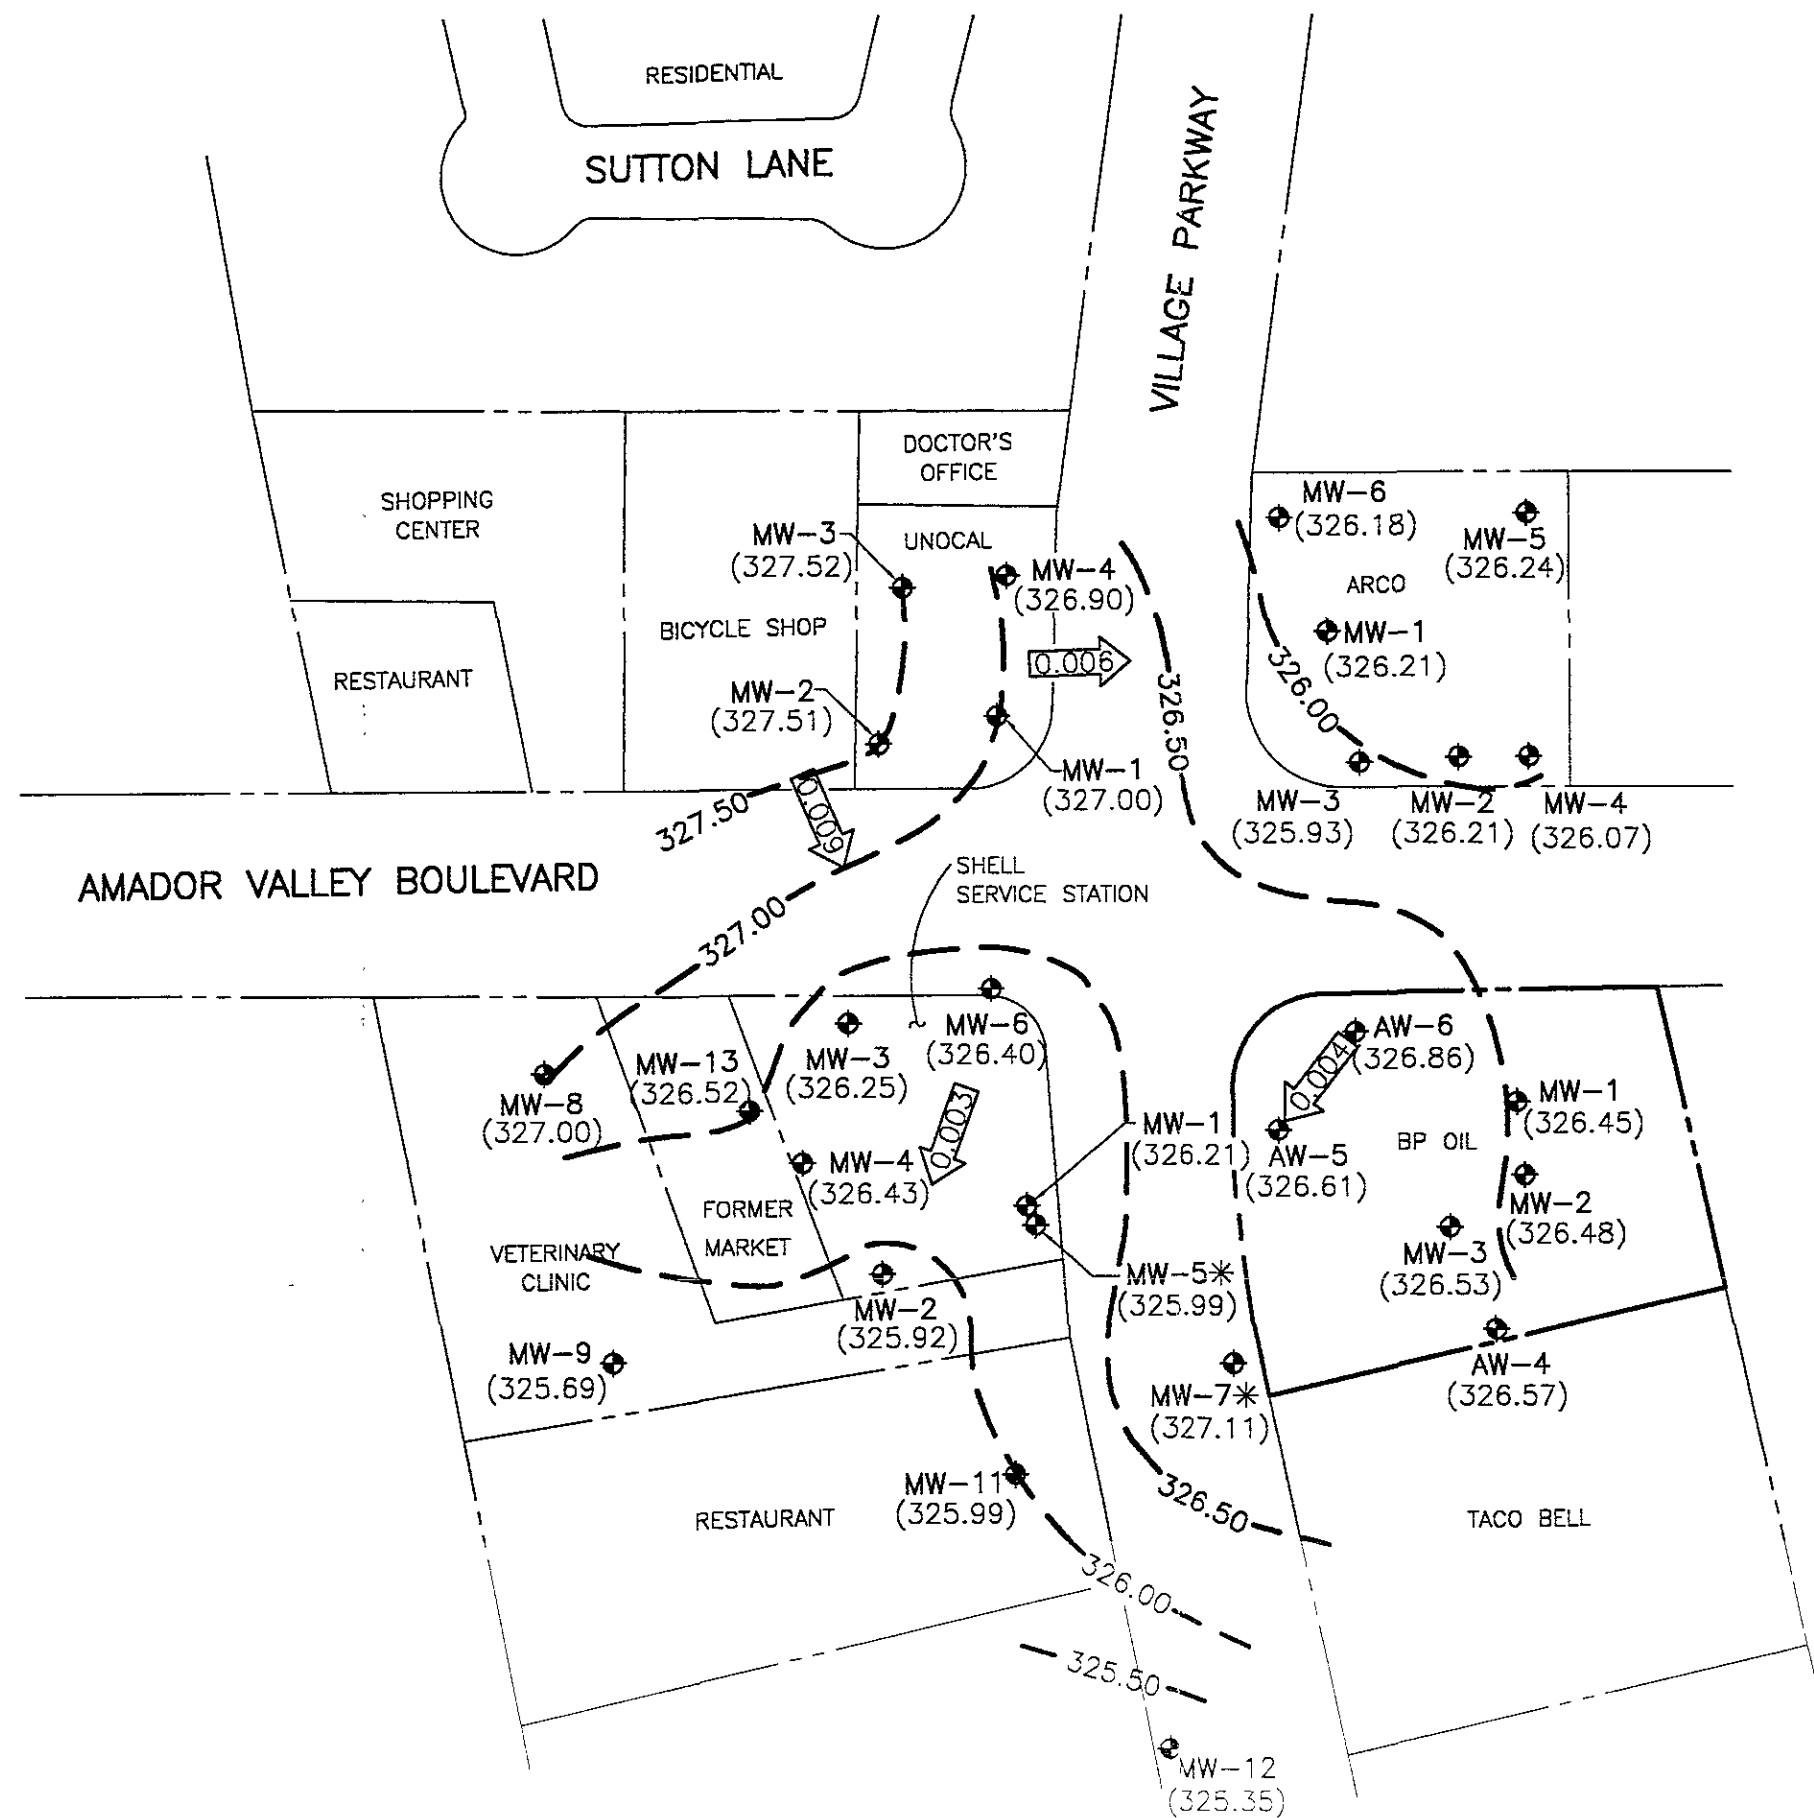 RESIDENTIAL
SUTTON LANE
VILLAGE PARKWAY
DOCTOR'S
OFFICE
SHOPPING
CENTER
MW-3
(327.52)
UNOCAL
MW-4
(326.90)
MW-6
(326.18)
MW-5
(326.24)
ARCO
BICYCLE SHOP
MW-1
(326.21)
0.006
RESTAURANT
MW-2
(327.51)
326.00
326.50
MW-1
(327.00)
327.50
0.009
MW-3
(325.93)
MW-2
(326.21)
MW-4
(326.07)
AMADOR VALLEY BOULEVARD
SHELL
SERVICE STATION
327.00
MW-6
(326.40)
AW-6
(326.86)
MW-13
(326.52)
MW-3
(326.25)
0.004
MW-8
(327.00)
0.003
MW-1
(326.21)
AW-5
(326.61)
BP OIL
MW-1
(326.45)
MW-4
(326.43)
FORMER
MARKET
MW-2
(326.48)
VETERINARY
CLINIC
MW-3
(326.53)
MW-5*
(325.99)
MW-2
(325.92)
MW-9
(325.69)
AW-4
(326.57)
MW-7*
(327.11)
MW-11
(325.99)
326.50
RESTAURANT
TACO BELL
326.00
325.50
MW-12
(325.35)